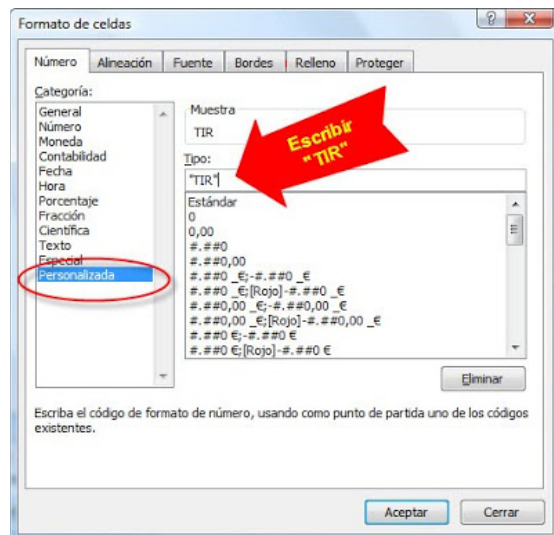 Formato de celdas
Número Alineación Fuente Bordes Relleno Proteger
Categoría:
General
Número
Moneda
Contabilidad
Fecha
Hora
Porcentaje
Fracción
Científica
Texto
Especial
Personalizada
Muestra
TIR
Escribir
"TIR"
Tipo:
"TIR"
Estándar
0
0,00
#.##0
#.##0,00
#.##0 _€;-#.##0 _€
#.##0 _€;[Rojo]-#.##0 _€
#.##0,00 _€;-#.##0,00 _€
#.##0,00 _€;[Rojo]-#.##0,00 _€
#.##0 €;-#.##0 €
#.##0 €;[Rojo]-#.##0 €
Eliminar
Escriba el código de formato de número, usando como punto de partida uno de los códigos
existentes.
Aceptar Cerrar